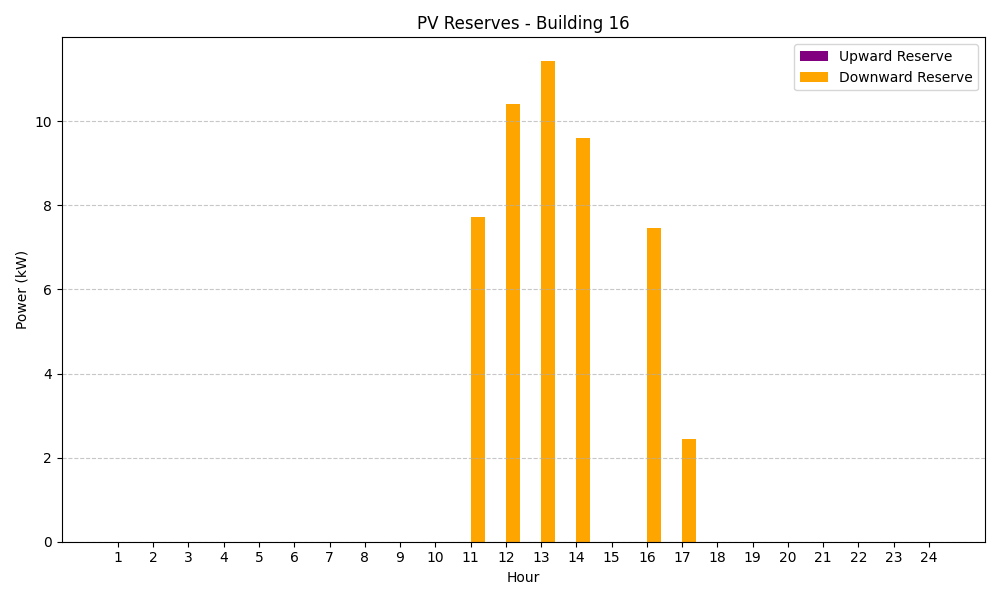 PV Reserves - Building 16
Upward Reserve
Downward Reserve
10
8
6
4
2
0
Power (kW)
1 2 3 4 5 6 7 8 9 10 11 12 13 14 15 16 17 18 19 20 21 22 23 24
Hour